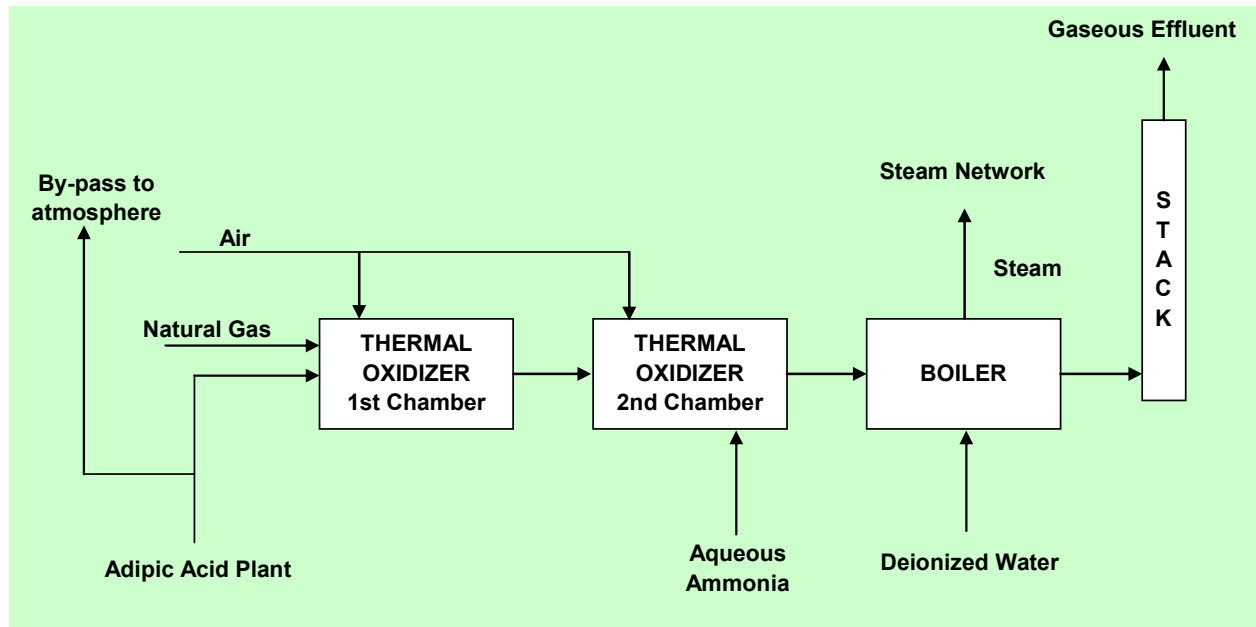 Gaseous Effluent
By-pass to
atmosphere
Steam Network
Air
Steam
S
T
A
C
K
Natural Gas
THERMAL
OXIDIZER
1st Chamber
THERMAL
OXIDIZER
2nd Chamber
BOILER
Adipic Acid Plant
Aqueous
Ammonia
Deionized Water